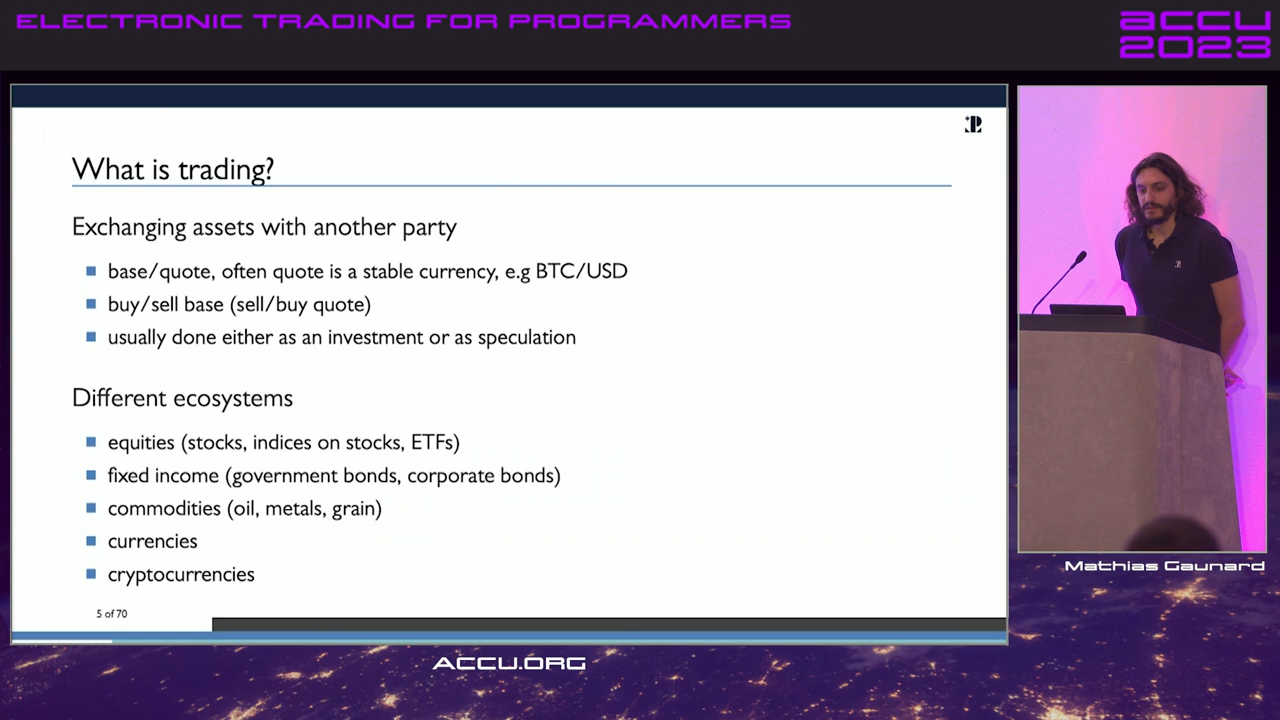 ELECTRONIC TRADING FOR PROGRAMMERS
accu
2023
What is trading?
Exchanging assets with another party
base/quote, often quote is a stable currency, e.g BTC/USD
buy/sell base (sell/buy quote)
usually done either as an investment or as speculation
Different ecosystems
equities (stocks, indices on stocks, ETFs)
fixed income (government bonds, corporate bonds)
commodities (oil, metals, grain)
currencies
cryptocurrencies
5 of 70
Mathias Gaunard
ACCU.ORG